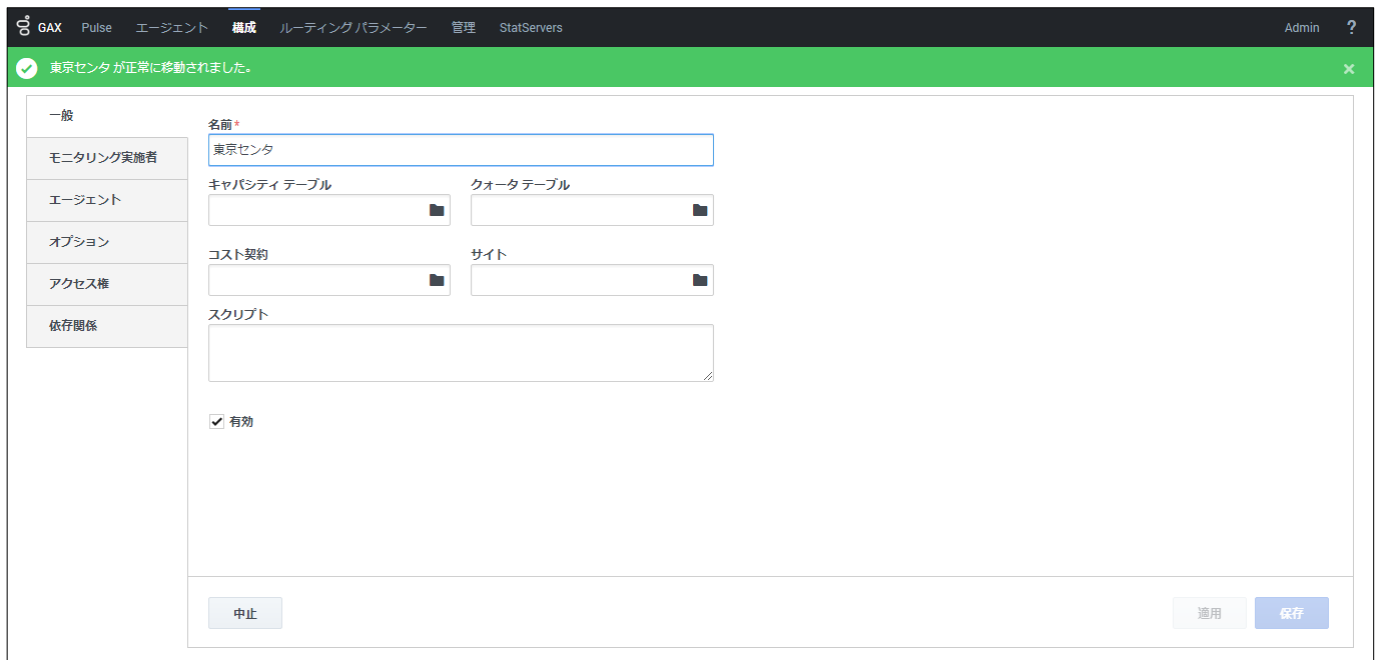 GAX Pulse エージェント 構成 ルーティング パラメーター 管理 StatServers Admin ?
東京センタ が正常に移動されました。 ×
一般
モニタリング実施者
エージェント
オプション
アクセス権
依存関係
名前*
東京センタ
キャパシティ テーブル クォータ テーブル
コスト契約 サイト
スクリプト
有効
中止 適用 保存